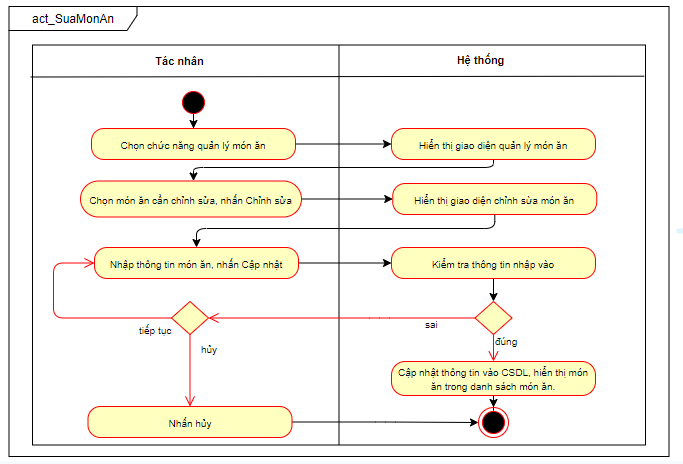 act_SuaMonAn
Tác nhân
Hệ thống
Chọn chức năng quản lý món ăn
Hiển thị giao diện quản lý món ăn
Chọn món ăn cần chỉnh sửa, nhấn Chỉnh sửa
Hiển thị giao diện chỉnh sửa món ăn
Nhập thông tin món ăn, nhấn Cập nhật
Kiểm tra thông tin nhập vào
tiếp tục
sai
hủy
đúng
Cập nhật thông tin vào CSDL, hiển thị món
ăn trong danh sách món ăn.
Nhấn hủy